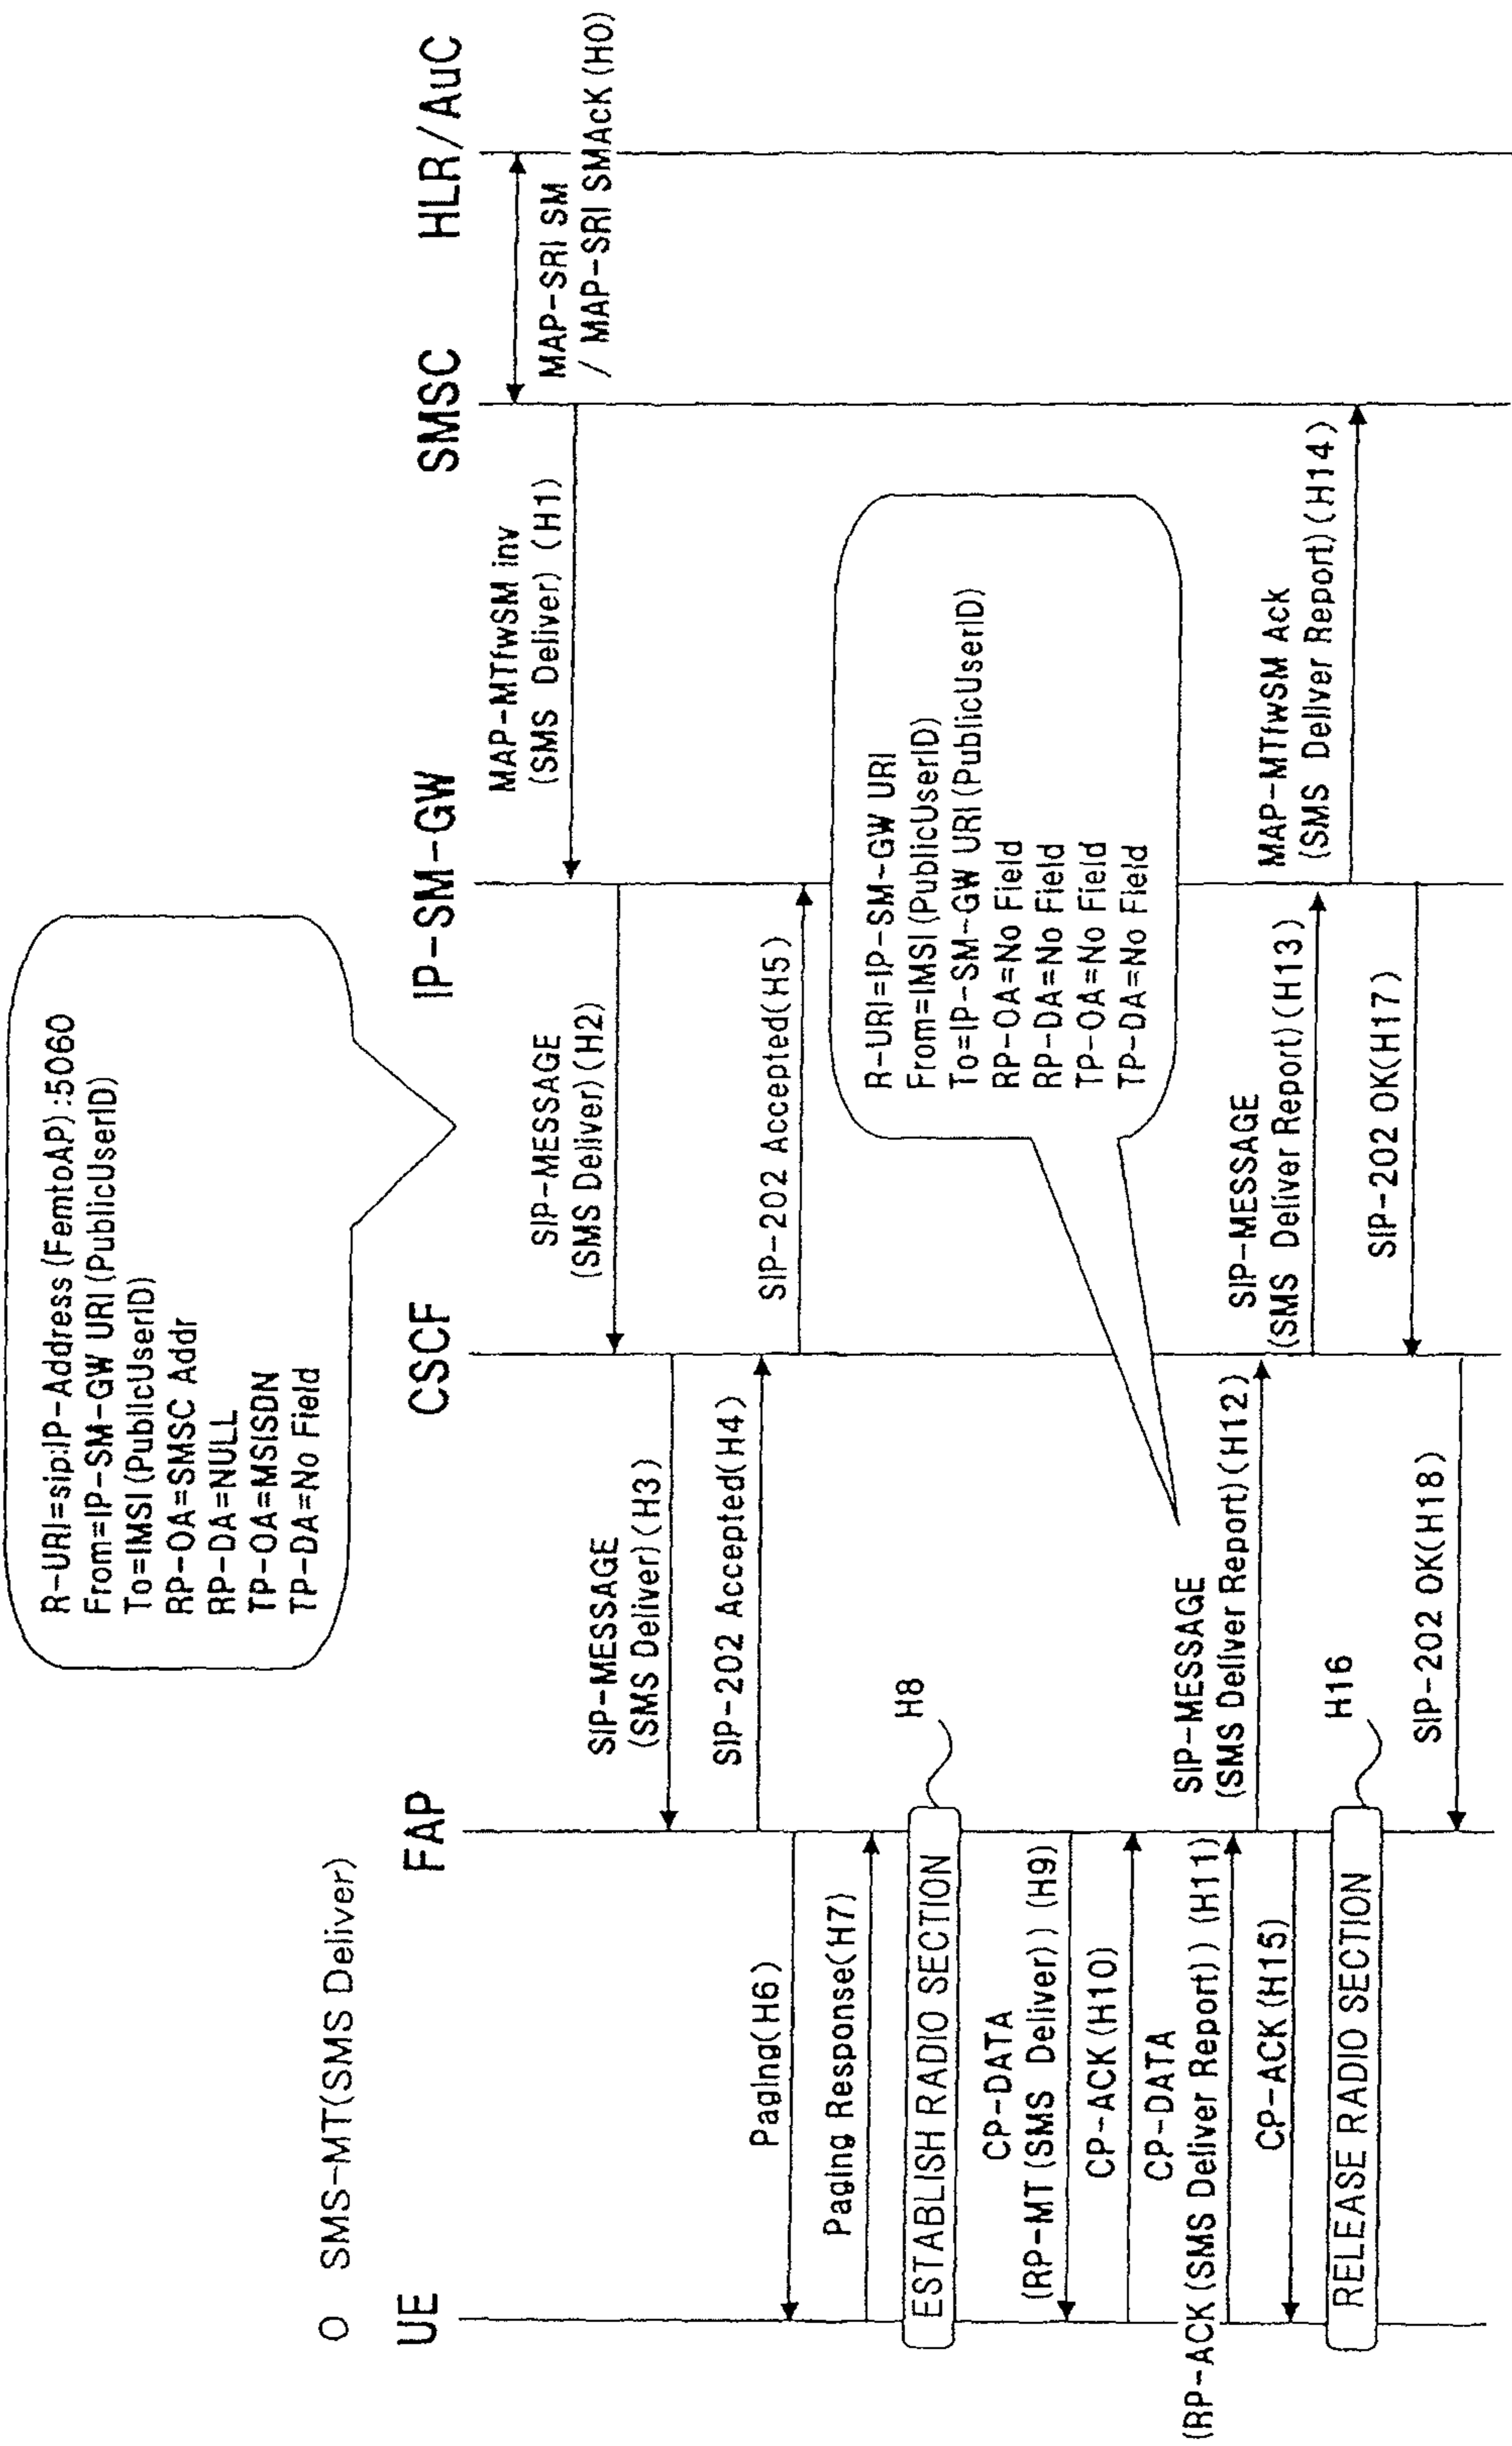 R-URI=sip:IP-Address(FemtoAP):5060
From=IP-SM-GW URI(PublicUserID)
To=IMSI(PublicUserID)
RP-OA=SMSC Addr
RP-DA=NULL
TP-OA=MSISDN
TP-DA=No Field
O SMS-MT(SMS Deliver)
UE
FAP
CSCF
IP-SM-GW
SMSC
HLR/AuC
MAP-SRI SM
/ MAP-SRI SMAcK(H0)
MAP-MTfwSM inv
(SMS Deliver) (H1)
SIP-MESSAGE
(SMS Deliver)(H2)
SIP-MESSAGE
(SMS Deliver)(H3)
SIP-202 Accepted(H4)
SIP-202 Accepted(H5)
Paging(H6)
Paging Response(H7)
ESTABLISH RADIO SECTION
H8
CP-DATA
(RP-MT(SMS Deliver))(H9)
CP-ACK(H10)
CP-DATA
(RP-ACK(SMS Deliver Report))(H11)
R-URI=IP-SM-GW URI
From=IMSI(PublicUserID)
To=IP-SM-GW URI(PublicUserID)
RP-OA=No Field
RP-DA=No Field
TP-OA=No Field
TP-DA=No Field
SIP-MESSAGE
(SMS Deliver Report)(H12)
SIP-MESSAGE
(SMS Deliver Report)(H13)
MAP-MTfwSM Ack
(SMS Deliver Report)(H14)
CP-ACK(H15)
RELEASE RADIO SECTION
H16
SIP-202 OK(H17)
SIP-202 OK(H18)